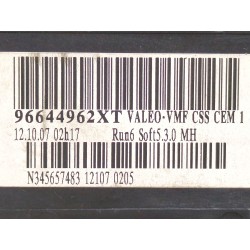 96644962XT VALEO-VMF CSS CEM 1
12.10.07 02h17 Run6 Soft5.3.0 MH
N345657483 12107 0205